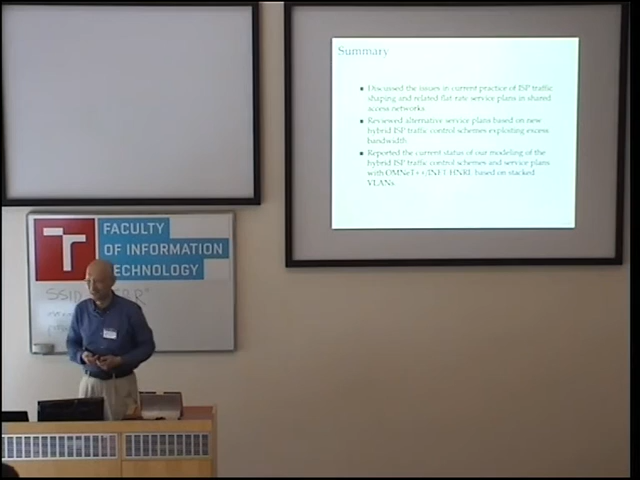 Summary
Discussed the issues in current practice of ISP traffic
shaping and related flat rate service plans in shared
access networks.
Reviewed alternative service plans based on new
hybrid ISP traffic control schemes exploiting excess
bandwidth.
Reported the current status of our modeling of the
hybrid ISP traffic control schemes and service plans
with OMNeT++/INET HNRL based on stacked
VLANs.
FACULTY
OF INFORMATION
TECHNOLOGY
SSID